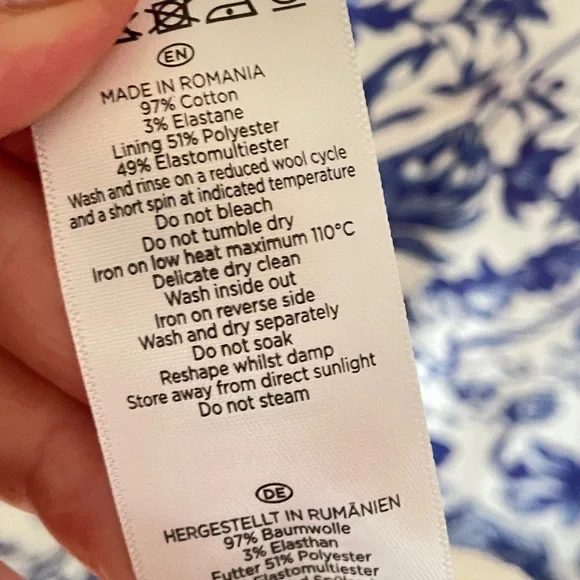 EN
MADE IN ROMANIA
97% Cotton
3% Elastane
Lining 51% Polyester
49% Elastomultiester
Wash and rinse on a reduced wool cycle
and a short spin at indicated temperature
Do not bleach
Do not tumble dry
Iron on low heat maximum 110°C
Delicate dry clean
Wash inside out
Iron on reverse side
Wash and dry separately
Do not soak
Reshape whilst damp
Store away from direct sunlight
Do not steam
DE
HERGESTELLT IN RUMÄNIEN
97% Baumwolle
3% Elasthan
Futter 51% Polyester
Elastomultiester